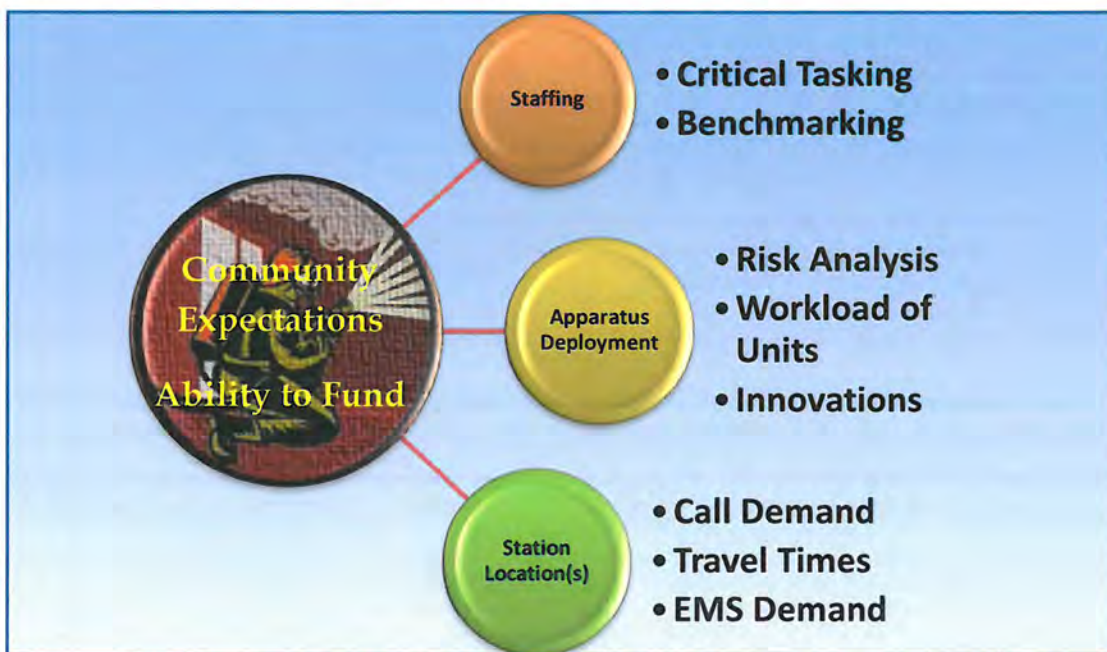 Community
Expectations
Ability to Fund
Staffing
• Critical Tasking
• Benchmarking
Apparatus
Deployment
• Risk Analysis
• Workload of
Units
• Innovations
Station
Location(s)
• Call Demand
• Travel Times
• EMS Demand